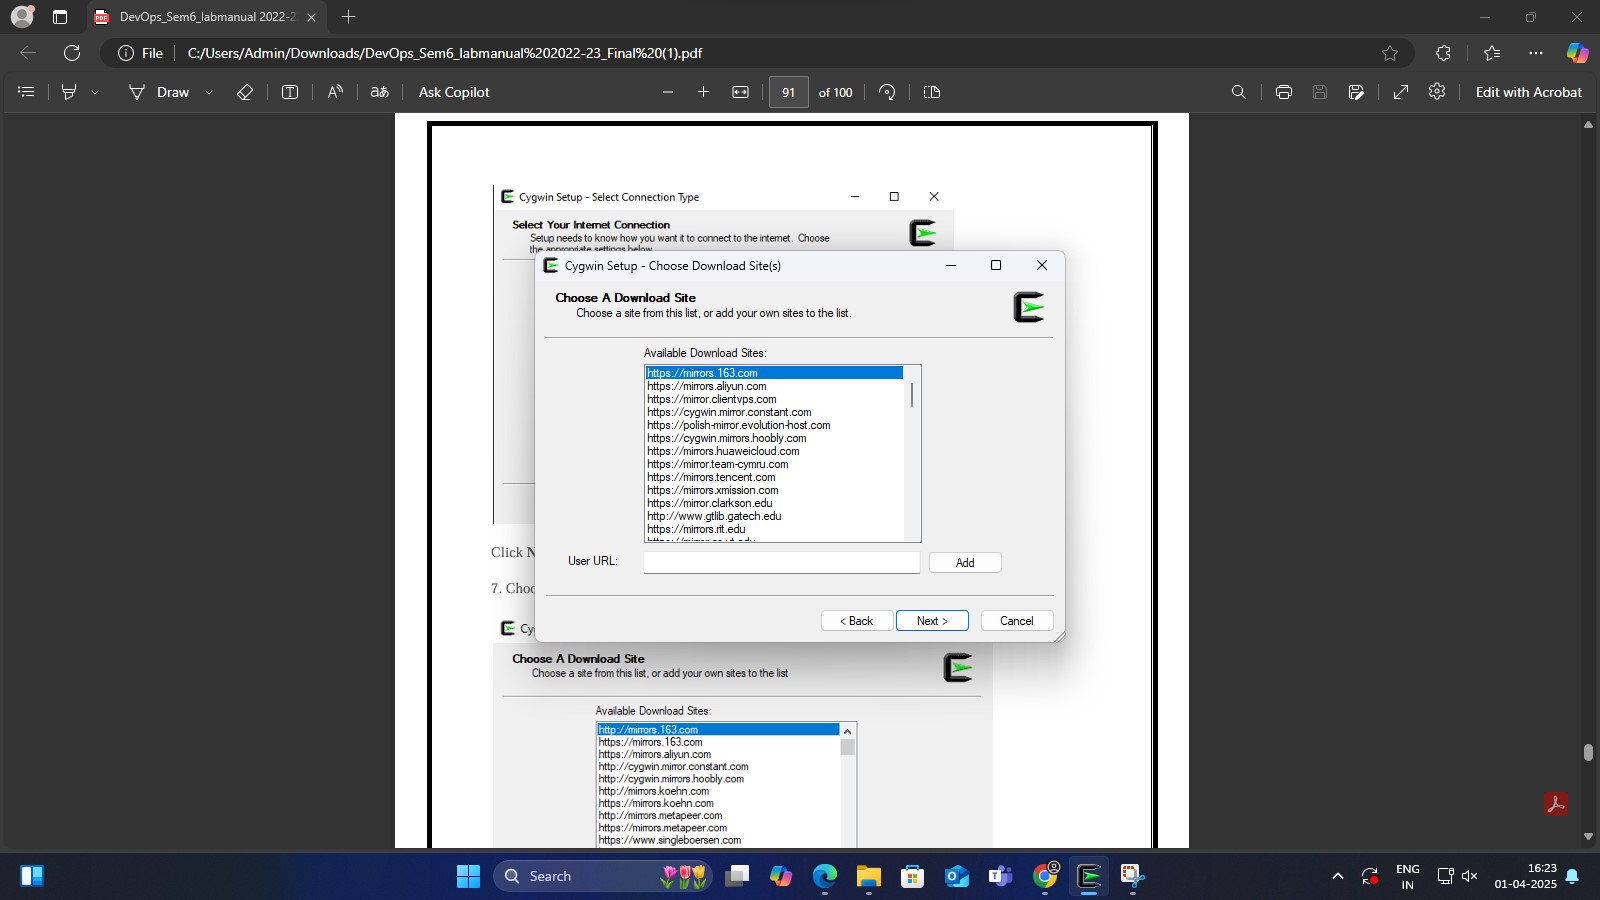 DevOps_Sem6_labmanual 2022-2
File
C:/Users/Admin/Downloads/DevOps_Sem6_labmanual%202022-23_Final%20(1).pdf
Draw
Ask Copilot
91 of 100
Edit with Acrobat
Cygwin Setup - Select Connection Type
Select Your Internet Connection
Setup needs to know how you want it to connect to the internet. Choose
the appropriate settings below.
Cygwin Setup - Choose Download Site(s)
Choose A Download Site
Choose a site from this list, or add your own sites to the list.
Available Download Sites:
https://mirrors.163.com
https://mirrors.aliyun.com
https://mirror.clientvps.com
https://cygwin.mirror.constant.com
https://polish-mirror.evolution-host.com
https://cygwin.mirrors.hoobly.com
https://mirrors.huaweicloud.com
https://mirror.team-cymru.com
https://mirrors.tencent.com
https://mirrors.xmission.com
https://mirror.clarkson.edu
http://www.gtlib.gatech.edu
https://mirrors.rit.edu
User URL:
Add
< Back
Next >
Cancel
Click N
7. Choo
Cy
Choose A Download Site
Choose a site from this list, or add your own sites to the list
Available Download Sites:
http://mirrors.163.com
https://mirrors.163.com
https://mirrors.aliyun.com
http://cygwin.mirror.constant.com
http://cygwin.mirrors.hoobly.com
http://mirrors.koehn.com
https://mirrors.koehn.com
http://mirrors.metapeer.com
https://mirrors.metapeer.com
https://www.singleboersen.com
Search
ENG
IN
16:23
01-04-2025